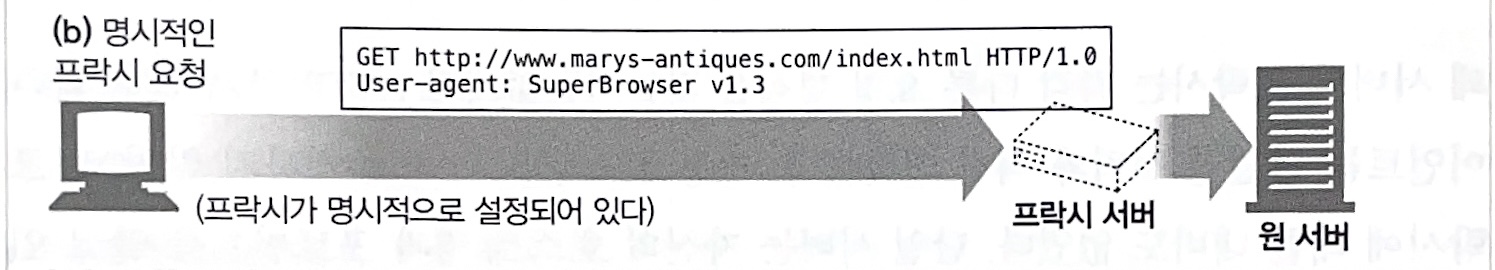 (b) 명시적인
프락시 요청
GET http://www.marys-antiques.com/index.html HTTP/1.0
User-agent: SuperBrowser v1.3
(프락시가 명시적으로 설정되어 있다)
프락시 서버
원 서버